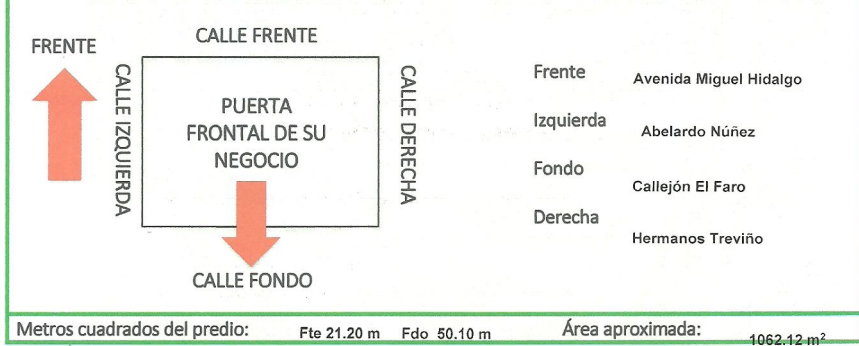 FRENTE
CALLE FRENTE
CALLE IZQUIERDA
PUERTA
FRONTAL DE SU
NEGOCIO
CALLE DERECHA
CALLE FONDO
Frente Avenida Miguel Hidalgo
Izquierda Abelardo Núñez
Fondo Callejón El Faro
Derecha Hermanos Treviño
Metros cuadrados del predio: Fte 21.20 m Fdo 50.10 m Área aproximada: 1062.12 m²